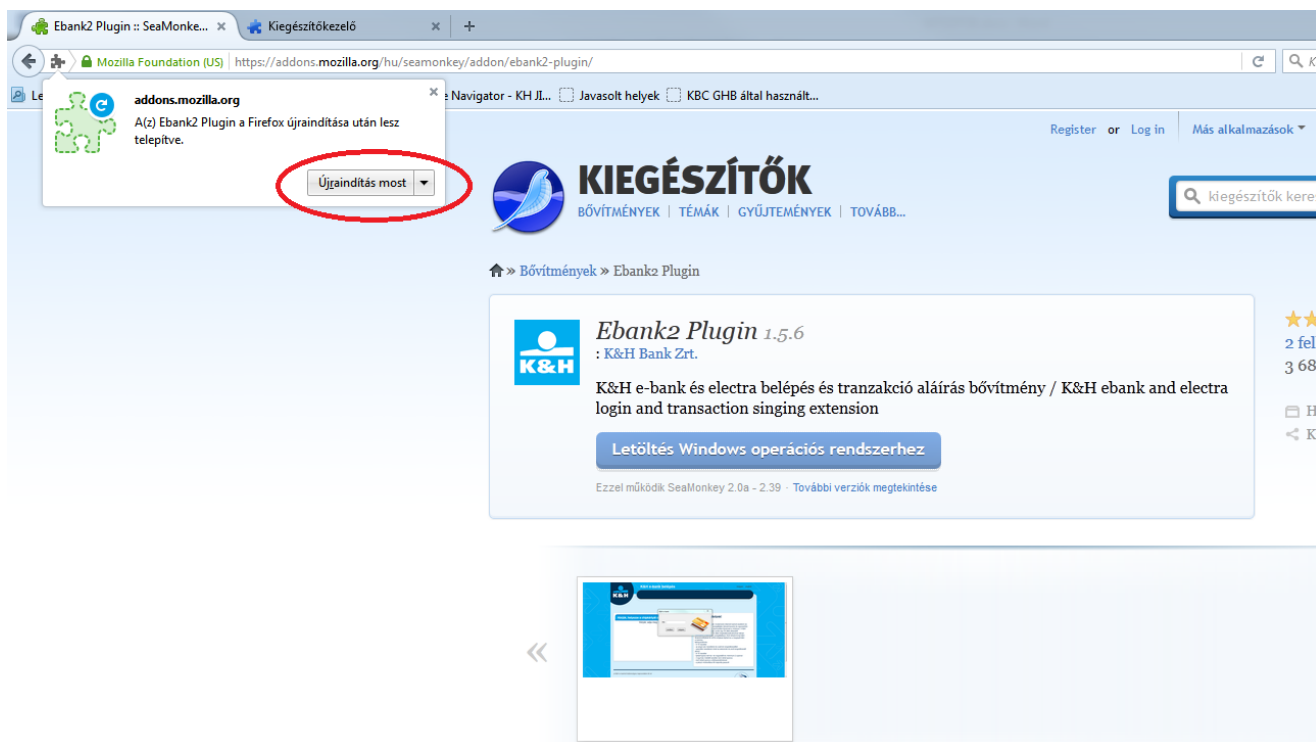 Ebank2 Plugin :: SeaMonke...
Kiegészítőkezelő
Mozilla Foundation (US) https://addons.mozilla.org/hu/seamonkey/addon/ebank2-plugin/
Navigator - KH JI... Javasolt helyek KBC GHB által használt...
addons.mozilla.org
A(z) Ebank2 Plugin a Firefox újraindítása után lesz
telepítve.
Újraindítás most
Register or Log in Más alkalmazások
KIEGÉSZÍTŐK
BŐVÍTMÉNYEK | TÉMÁK | GYŰJTEMÉNYEK | TOVÁBB...
kiegészítők kere
» Bővítmények » Ebank2 Plugin
K&H
Ebank2 Plugin 1.5.6
: K&H Bank Zrt.
K&H e-bank és electra belépés és tranzakció aláírás bővítmény / K&H ebank and electra
login and transaction singing extension
Letöltés Windows operációs rendszerhez
Ezzel működik SeaMonkey 2.0a - 2.39 · További verziók megtekintése
2 fel
3 68
H
K
«
K&H